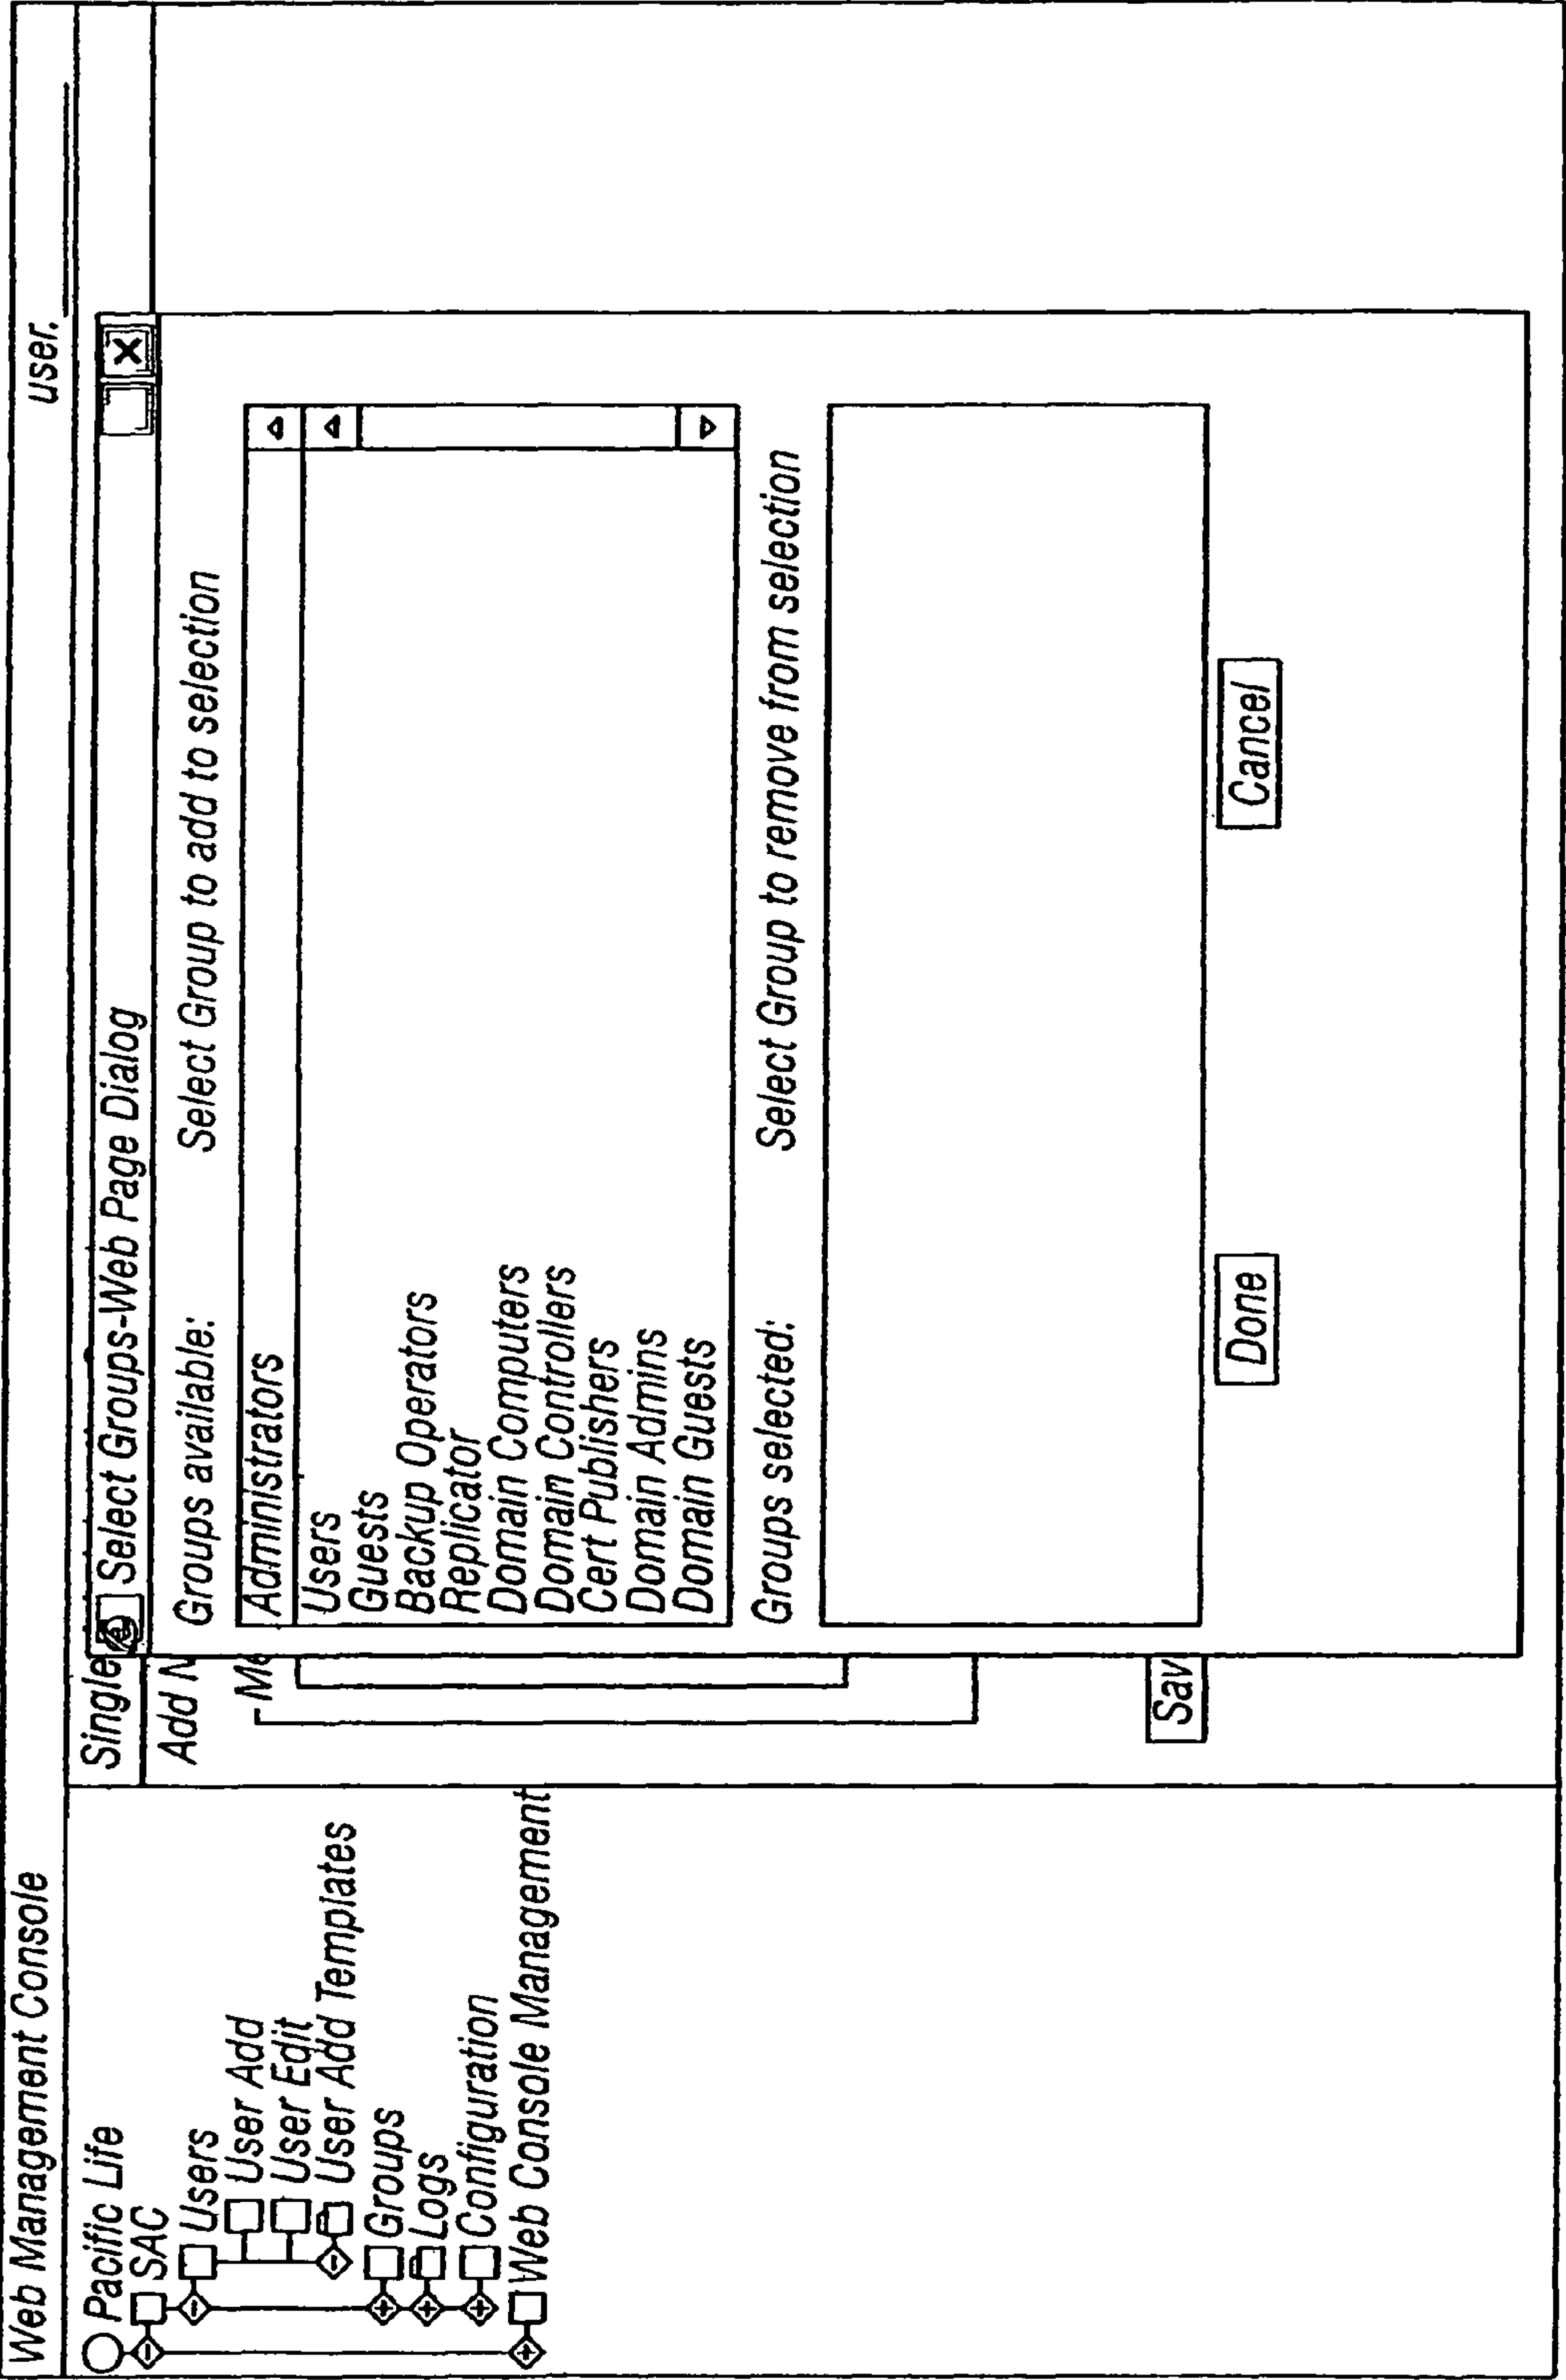 Web Management Console
user.
Pacific Life
SAC
Users
User Add
User Edit
User Add Templates
Groups
Logs
Configuration
Web Console Management
Single
Add N
Me
Sav
Select Groups-Web Page Dialog
Groups available: Select Group to add to selection
Administrators
Users
Guests
Backup Operators
Replicator
Domain Computers
Domain Controllers
Cert Publishers
Domain Admins
Domain Guests
Groups selected: Select Group to remove from selection
Done Cancel